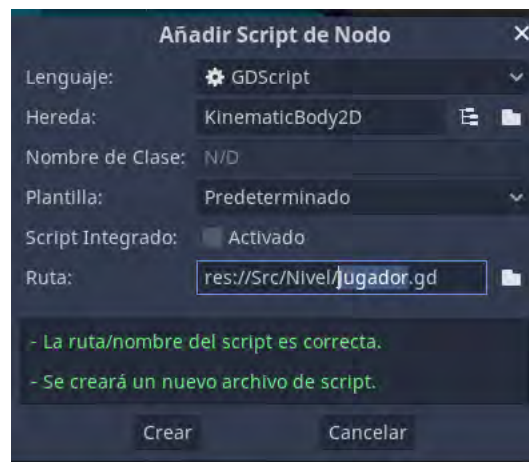 Añadir Script de Nodo
Lenguaje: GDScript
Hereda: KinematicBody2D
Nombre de Clase: N/D
Plantilla: Predeterminado
Script Integrado: Activado
Ruta: res://Src/Nivel/Jugador.gd
- La ruta/nombre del script es correcta.
- Se creará un nuevo archivo de script.
Crear Cancelar